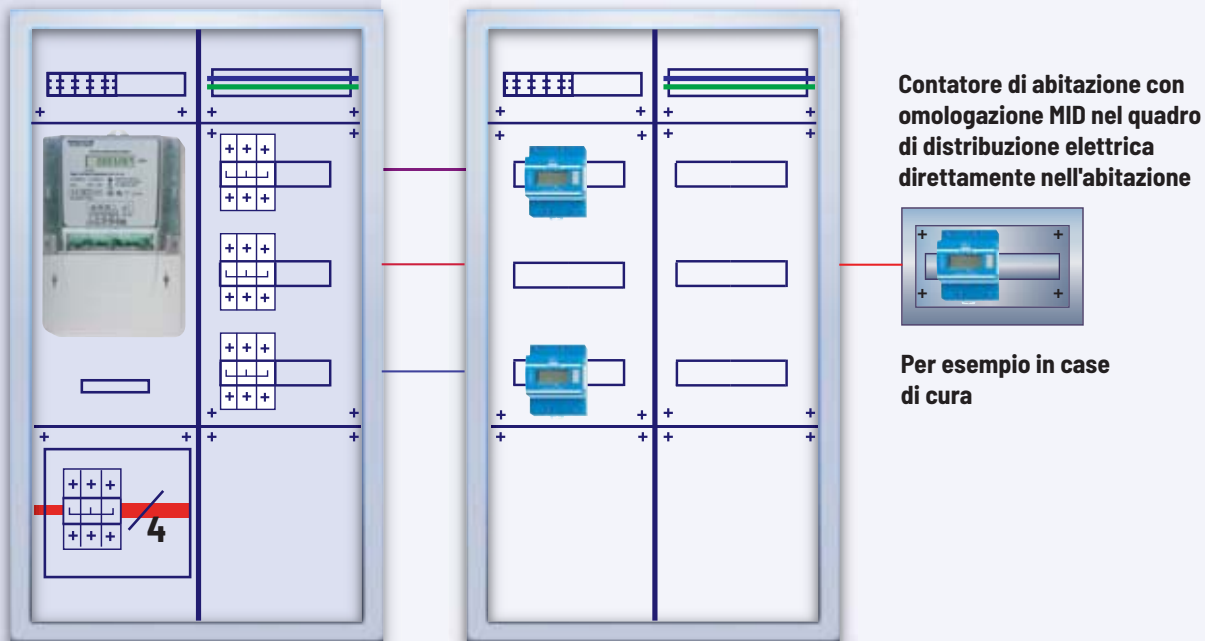 Contatore di abitazione con
omologazione MID nel quadro
di distribuzione elettrica
direttamente nell'abitazione
Per esempio in case
di cura
4